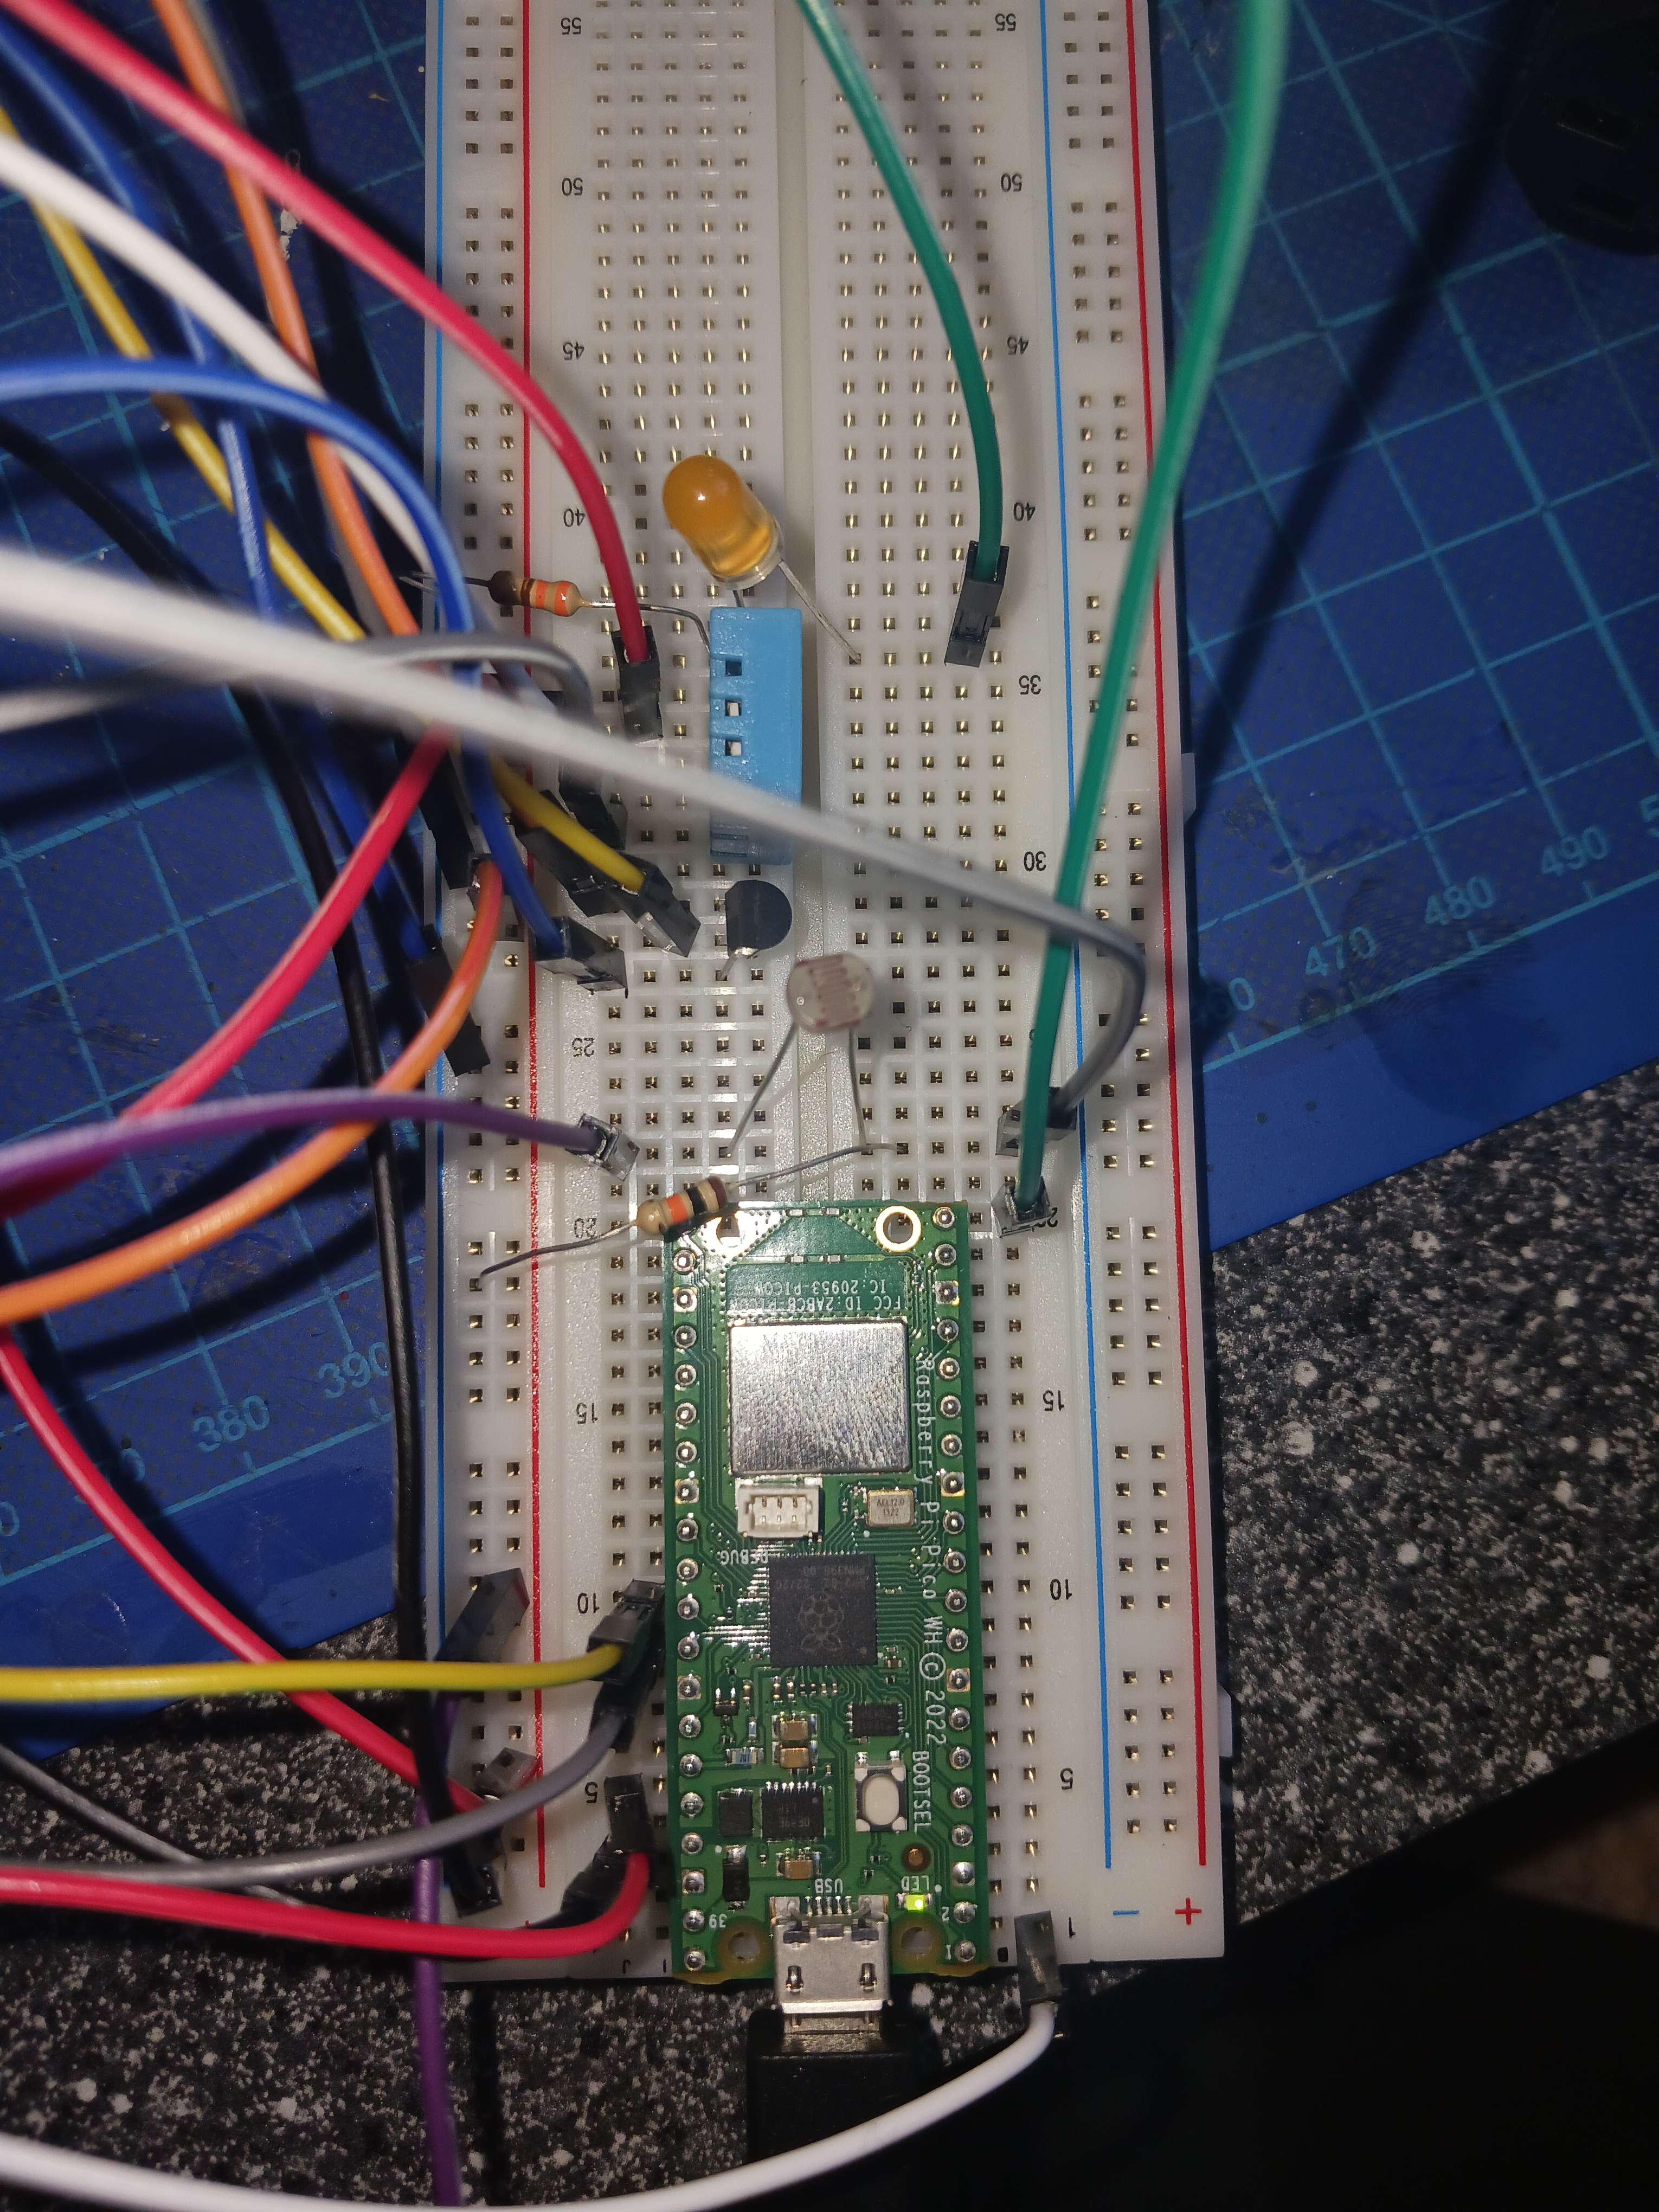 55
55
50
50
45
45
40
40
35
30
490
480
470
25
20
FCC ID:2ABCB-PICOW
IC: 20953-PICOW
390
380
15
15
Raspberry Pi Pico WH © 2022
DEBUG
10
10
BOOTSEL
5
5
USB
LED
39
2
1
1
J
I
B
− +